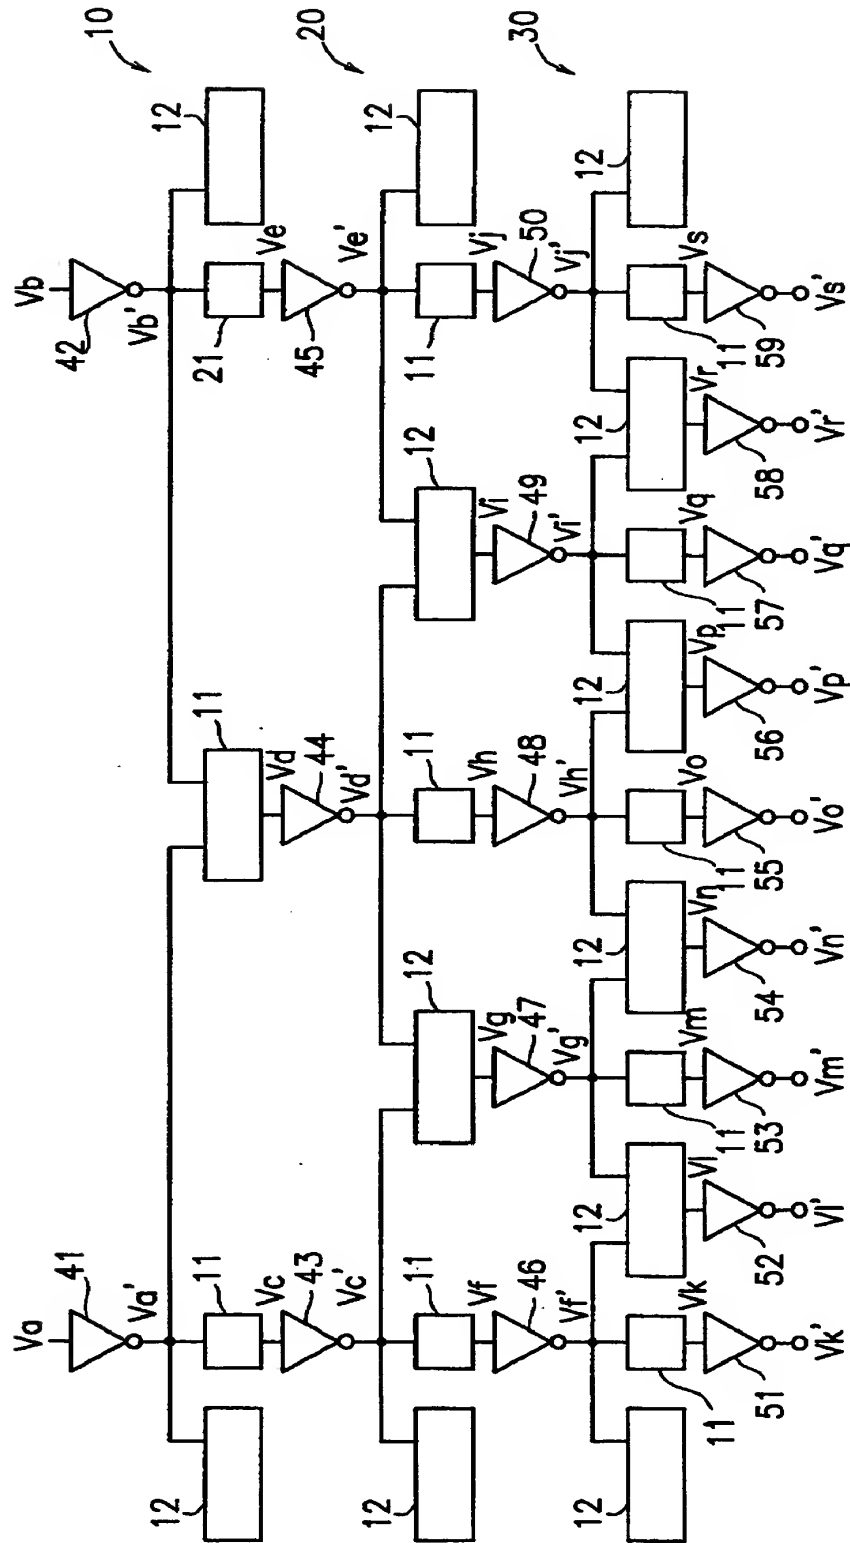 10
20
30
Va
41
Va'
Vb
42
Vb'
12
11
Vc
43
Vc'
11
Vd
44
Vd'
21
Ve
45
Ve'
12
12
11
Vf
46
Vf'
12
Vg
47
Vg'
11
Vh
48
Vh'
12
Vi
49
Vi'
11
Vj
50
Vj'
12
12
11
Vk
51
Vk'
12
Vl
52
Vl'
11
Vm
53
Vm'
12
Vn
54
Vn'
11
Vo
55
Vo'
12
Vp
56
Vp'
11
Vq
57
Vq'
12
Vr
58
Vr'
11
Vs
59
Vs'
12